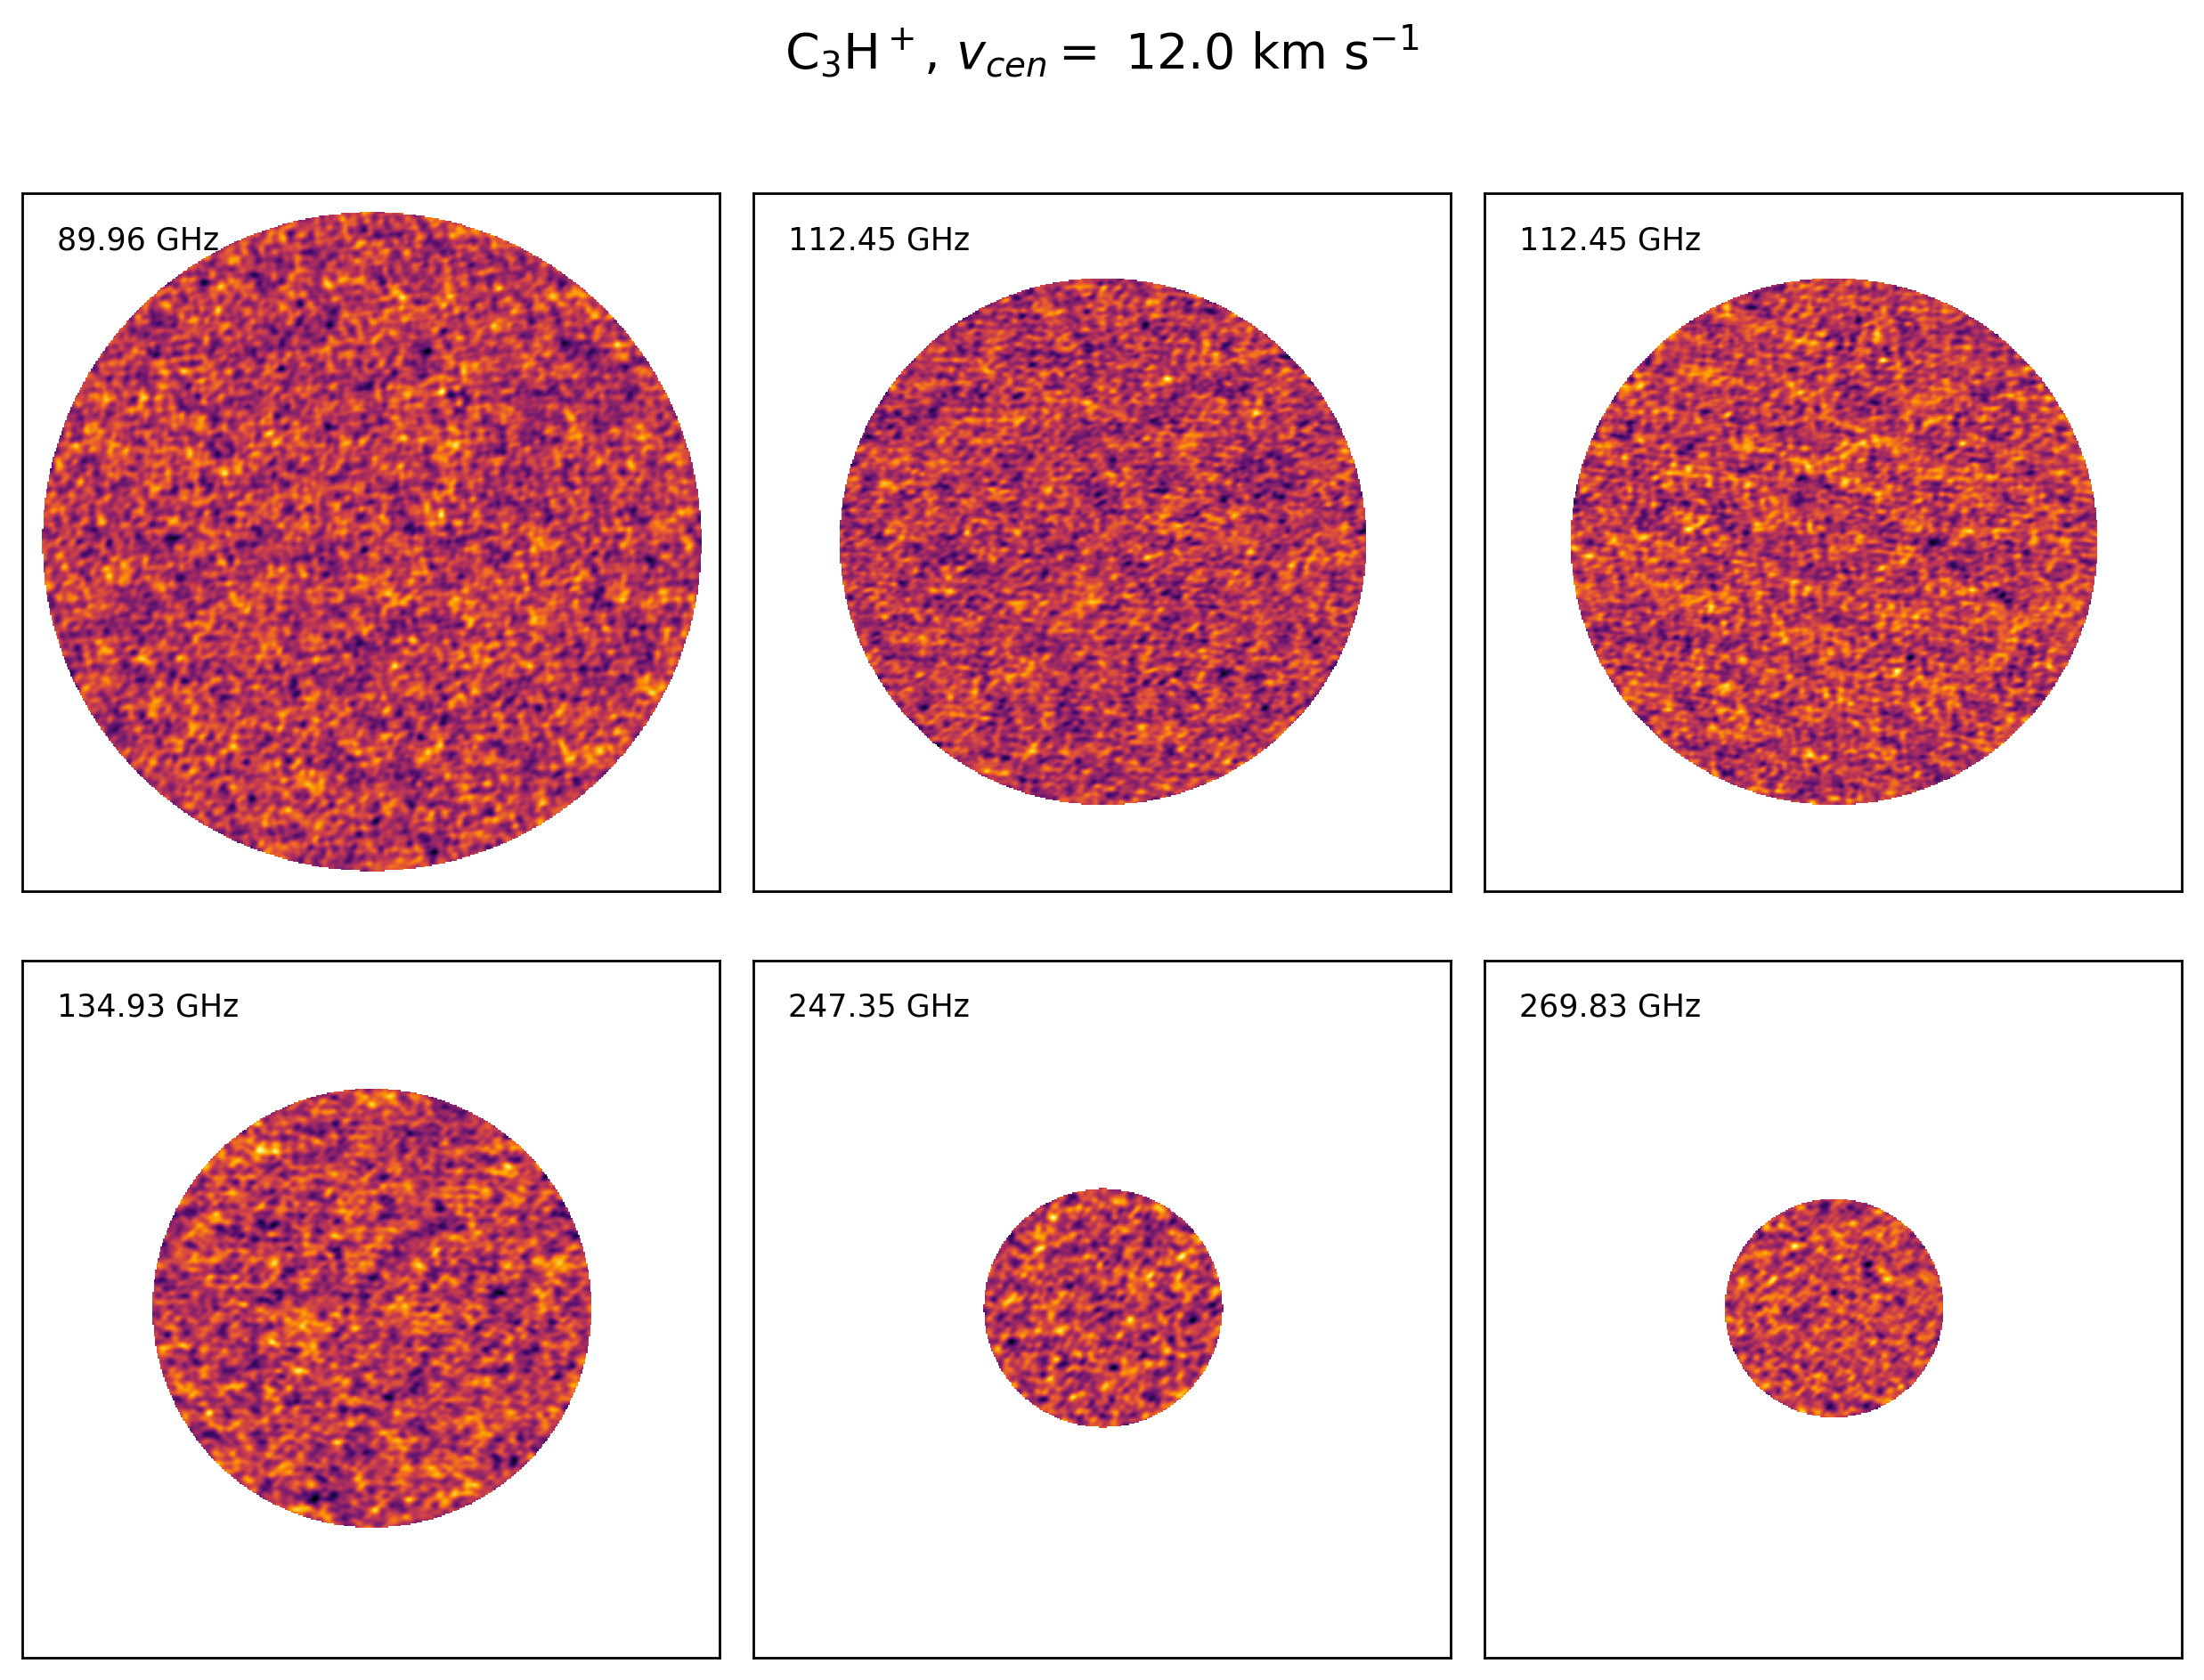 C₃H⁺, v_cen = 12.0 km s⁻¹
89.96 GHz
112.45 GHz
112.45 GHz
134.93 GHz
247.35 GHz
269.83 GHz